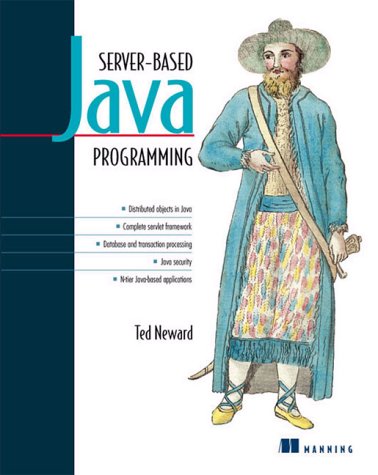 SERVER-BASED
Java
PROGRAMMING
Distributed objects in Java
Complete servlet framework
Database and transaction processing
Java security
N-tier Java-based applications
Ted Neward
MANNING